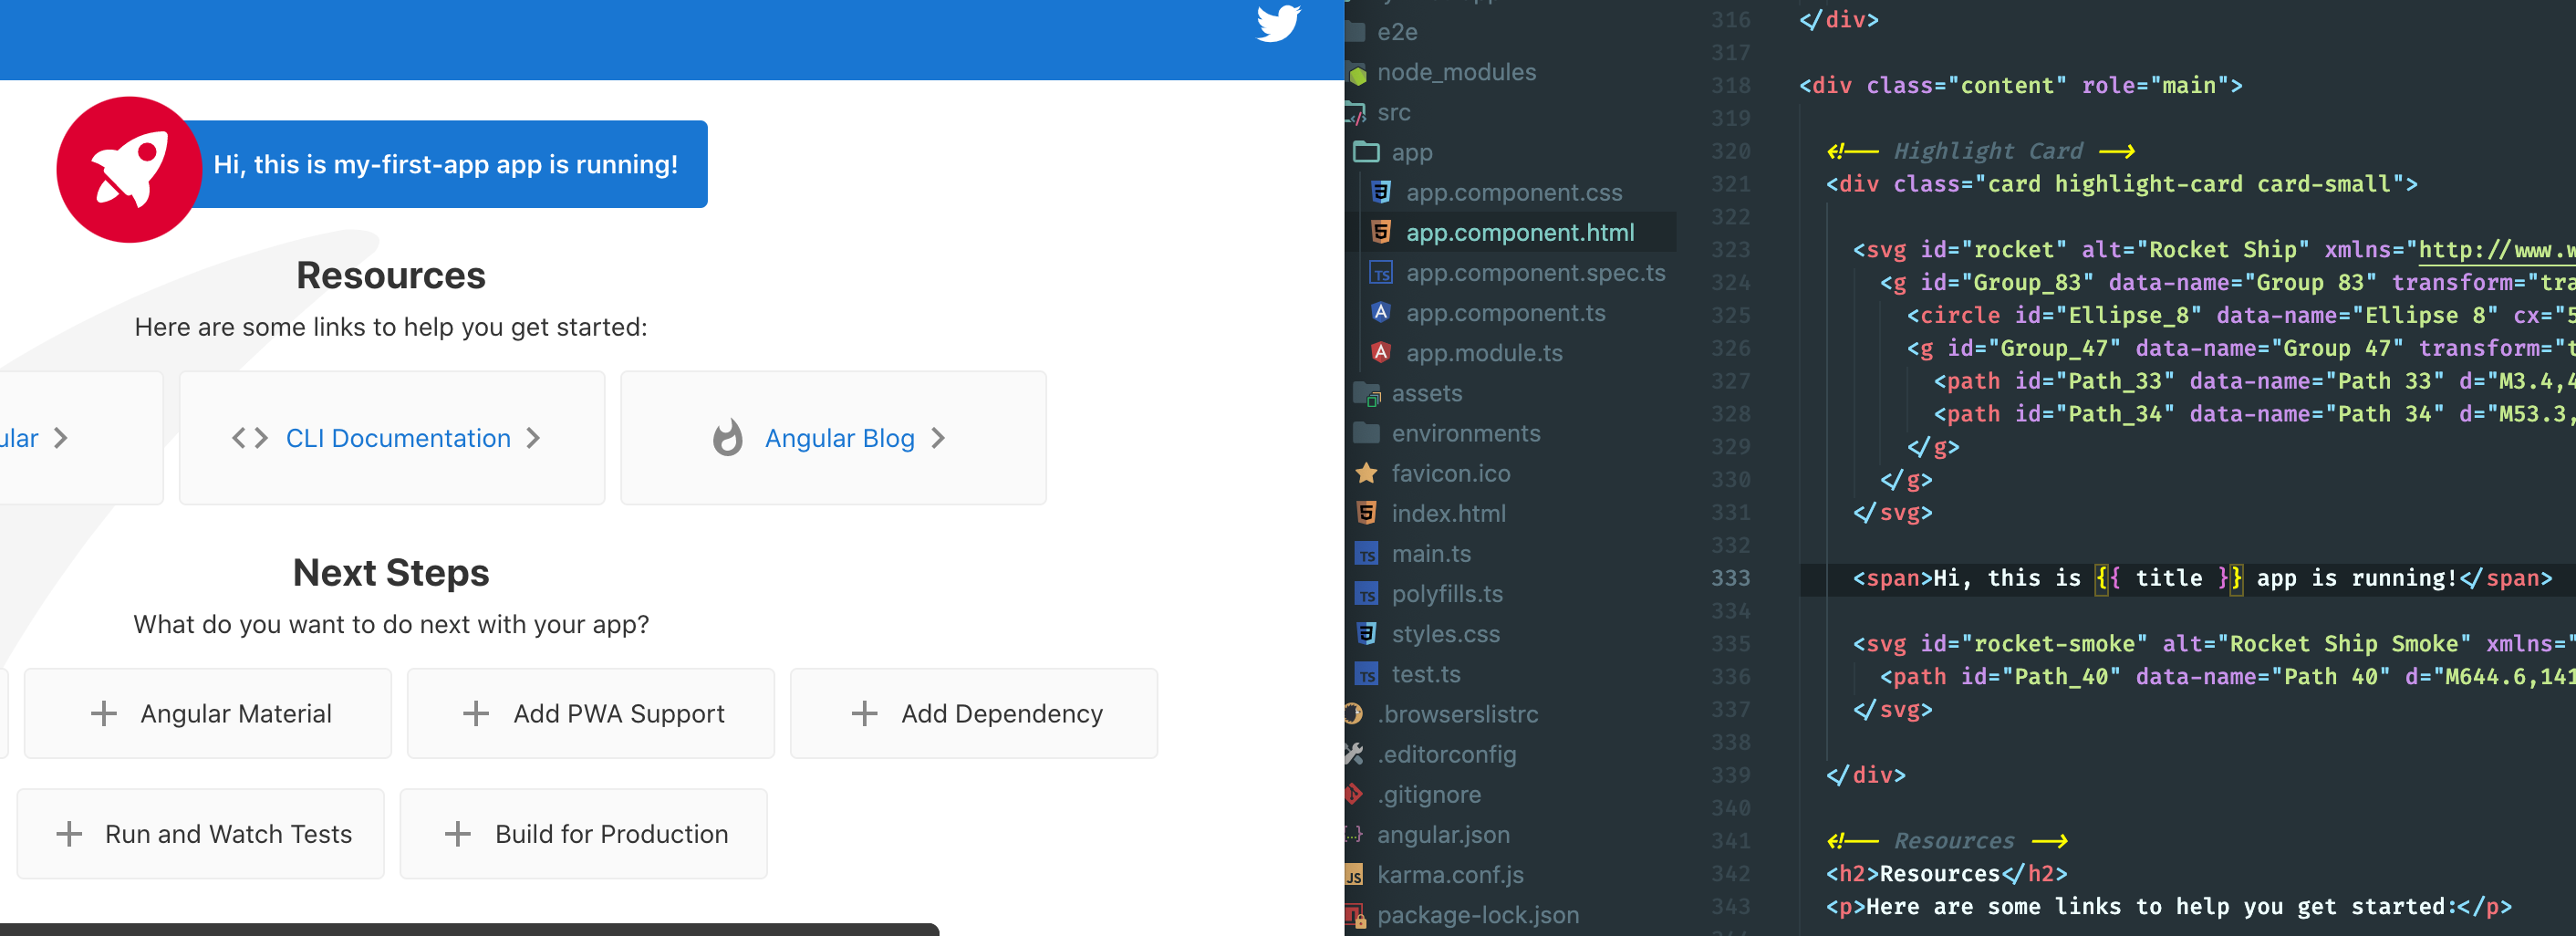 Hi, this is my-first-app app is running!
Resources
Here are some links to help you get started:
CLI Documentation
Angular Blog
Next Steps
What do you want to do next with your app?
Angular Material
Add PWA Support
Add Dependency
Run and Watch Tests
Build for Production
e2e
node_modules
src
app
app.component.css
app.component.html
app.component.spec.ts
app.component.ts
app.module.ts
assets
environments
favicon.ico
index.html
main.ts
polyfills.ts
styles.css
test.ts
.browserslistrc
.editorconfig
.gitignore
angular.json
karma.conf.js
package-lock.json
316 </div>
317
318 <div class="content" role="main">
319
320 <!-- Highlight Card -->
321 <div class="card highlight-card card-small">
322
323 <svg id="rocket" alt="Rocket Ship" xmlns="http://www.w
324 <g id="Group_83" data-name="Group 83" transform="tra
325 <circle id="Ellipse_8" data-name="Ellipse 8" cx="5
326 <g id="Group_47" data-name="Group 47" transform="t
327 <path id="Path_33" data-name="Path 33" d="M3.4,4
328 <path id="Path_34" data-name="Path 34" d="M53.3,
329 </g>
330 </g>
331 </svg>
332
333 <span>Hi, this is {{ title }} app is running!</span>
334
335 <svg id="rocket-smoke" alt="Rocket Ship Smoke" xmlns="
336 <path id="Path_40" data-name="Path 40" d="M644.6,141
337 </svg>
338
339 </div>
340
341 <!-- Resources -->
342 <h2>Resources</h2>
343 <p>Here are some links to help you get started:</p>